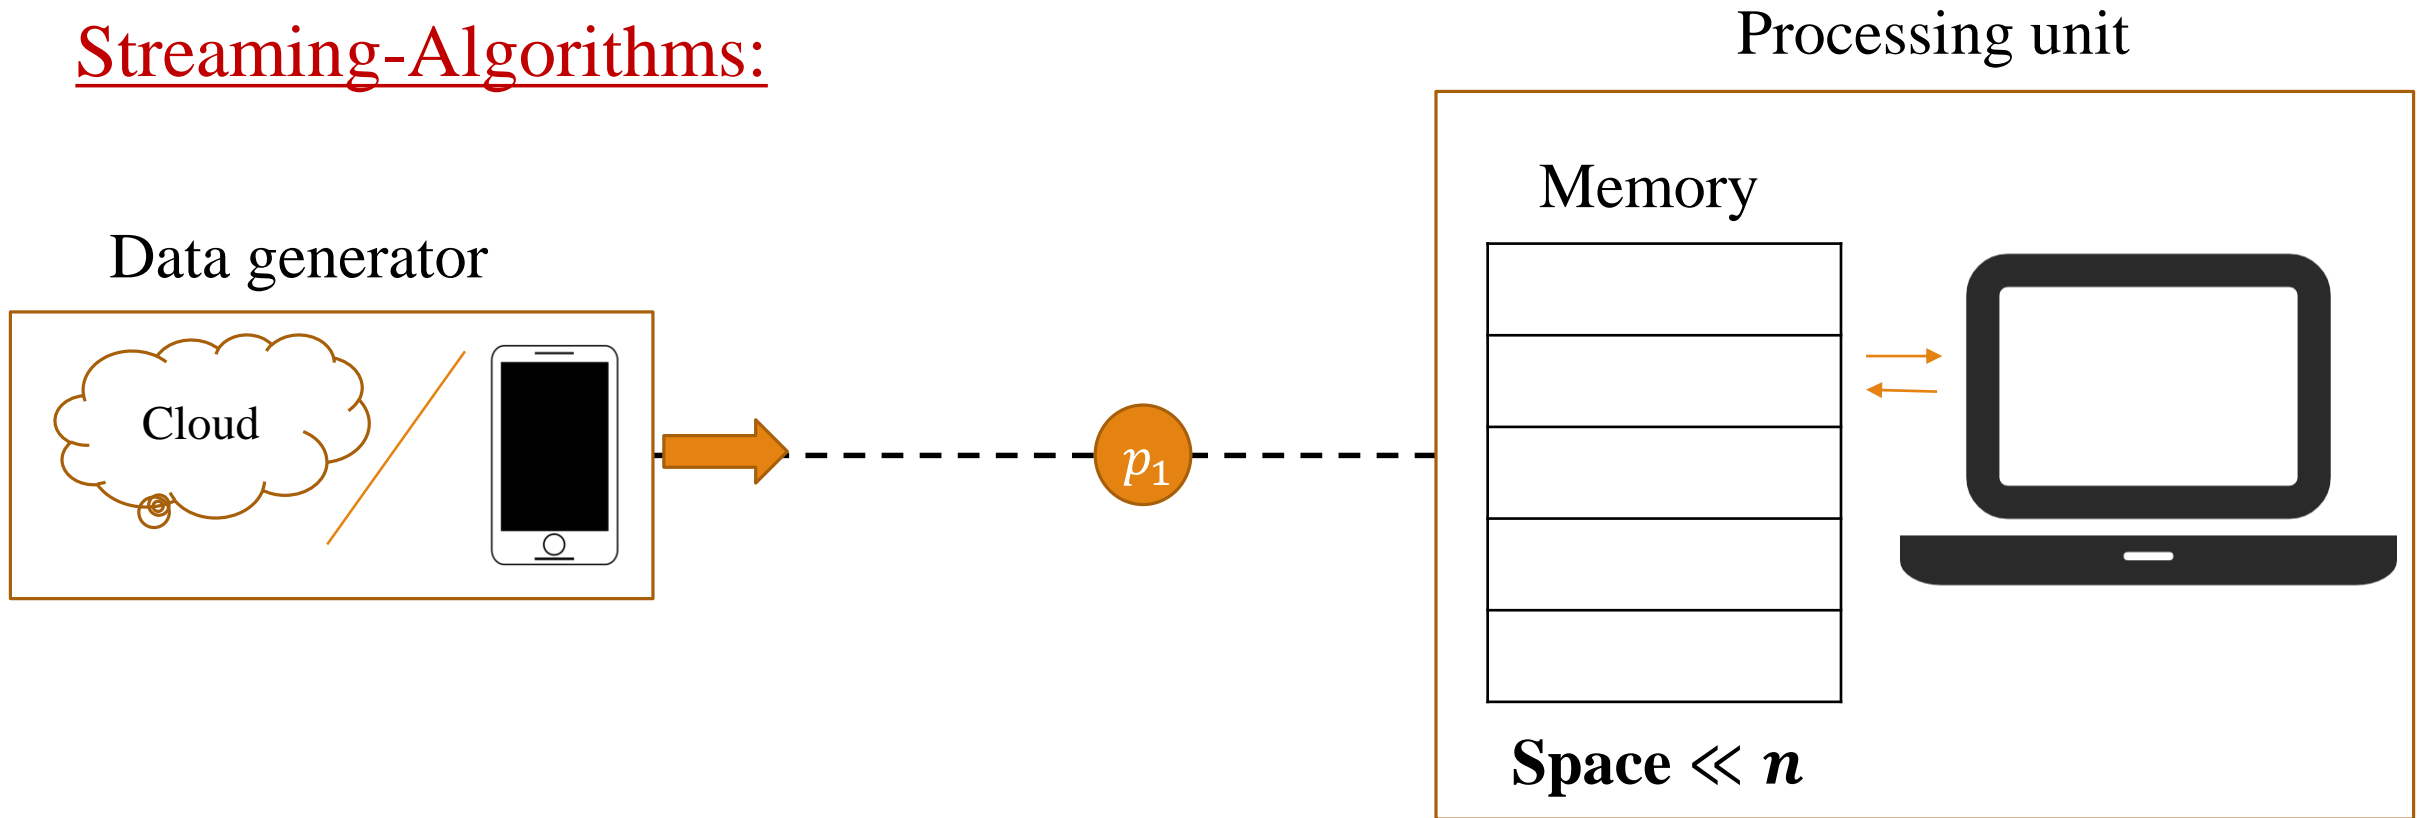 Streaming-Algorithms:
Processing unit
Memory
Data generator
Cloud
p₁
Space ≪ n